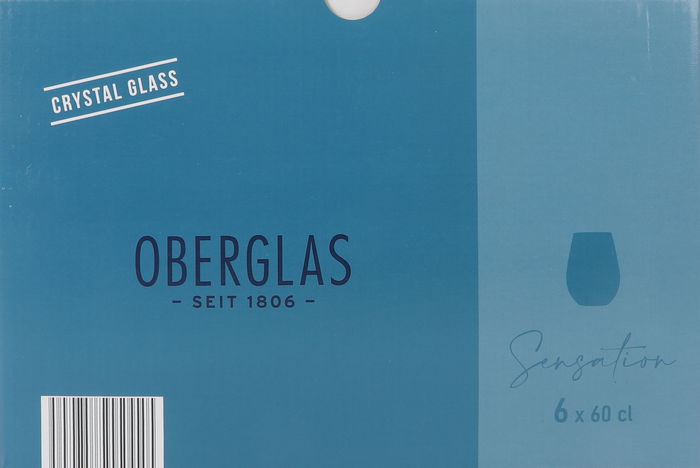 CRYSTAL GLASS
OBERGLAS
- SEIT 1806 -
Sensation
6 x 60 cl